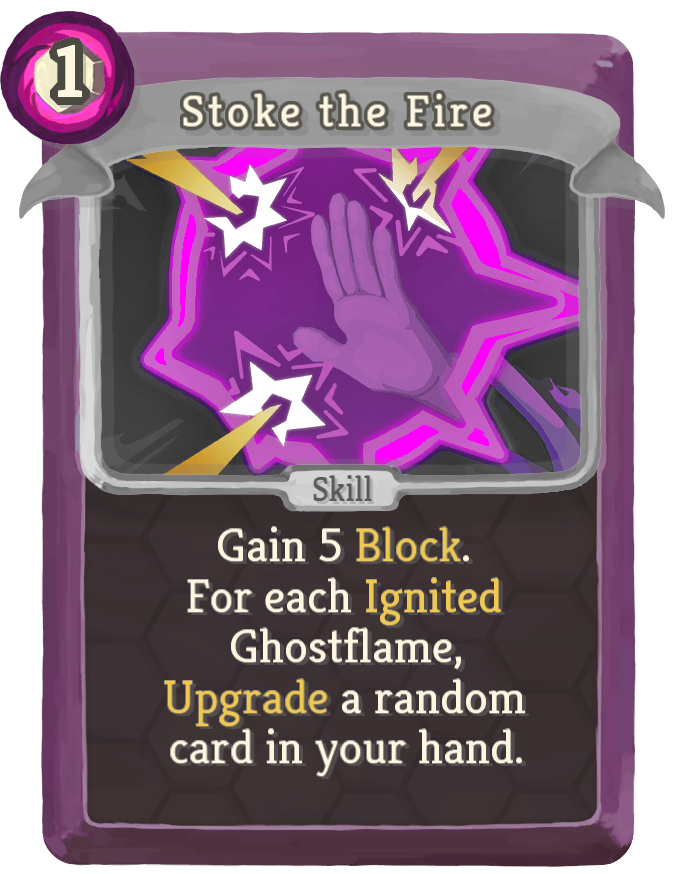 1
Stoke the Fire
Skill
Gain 5 Block.
For each Ignited
Ghostflame,
Upgrade a random
card in your hand.